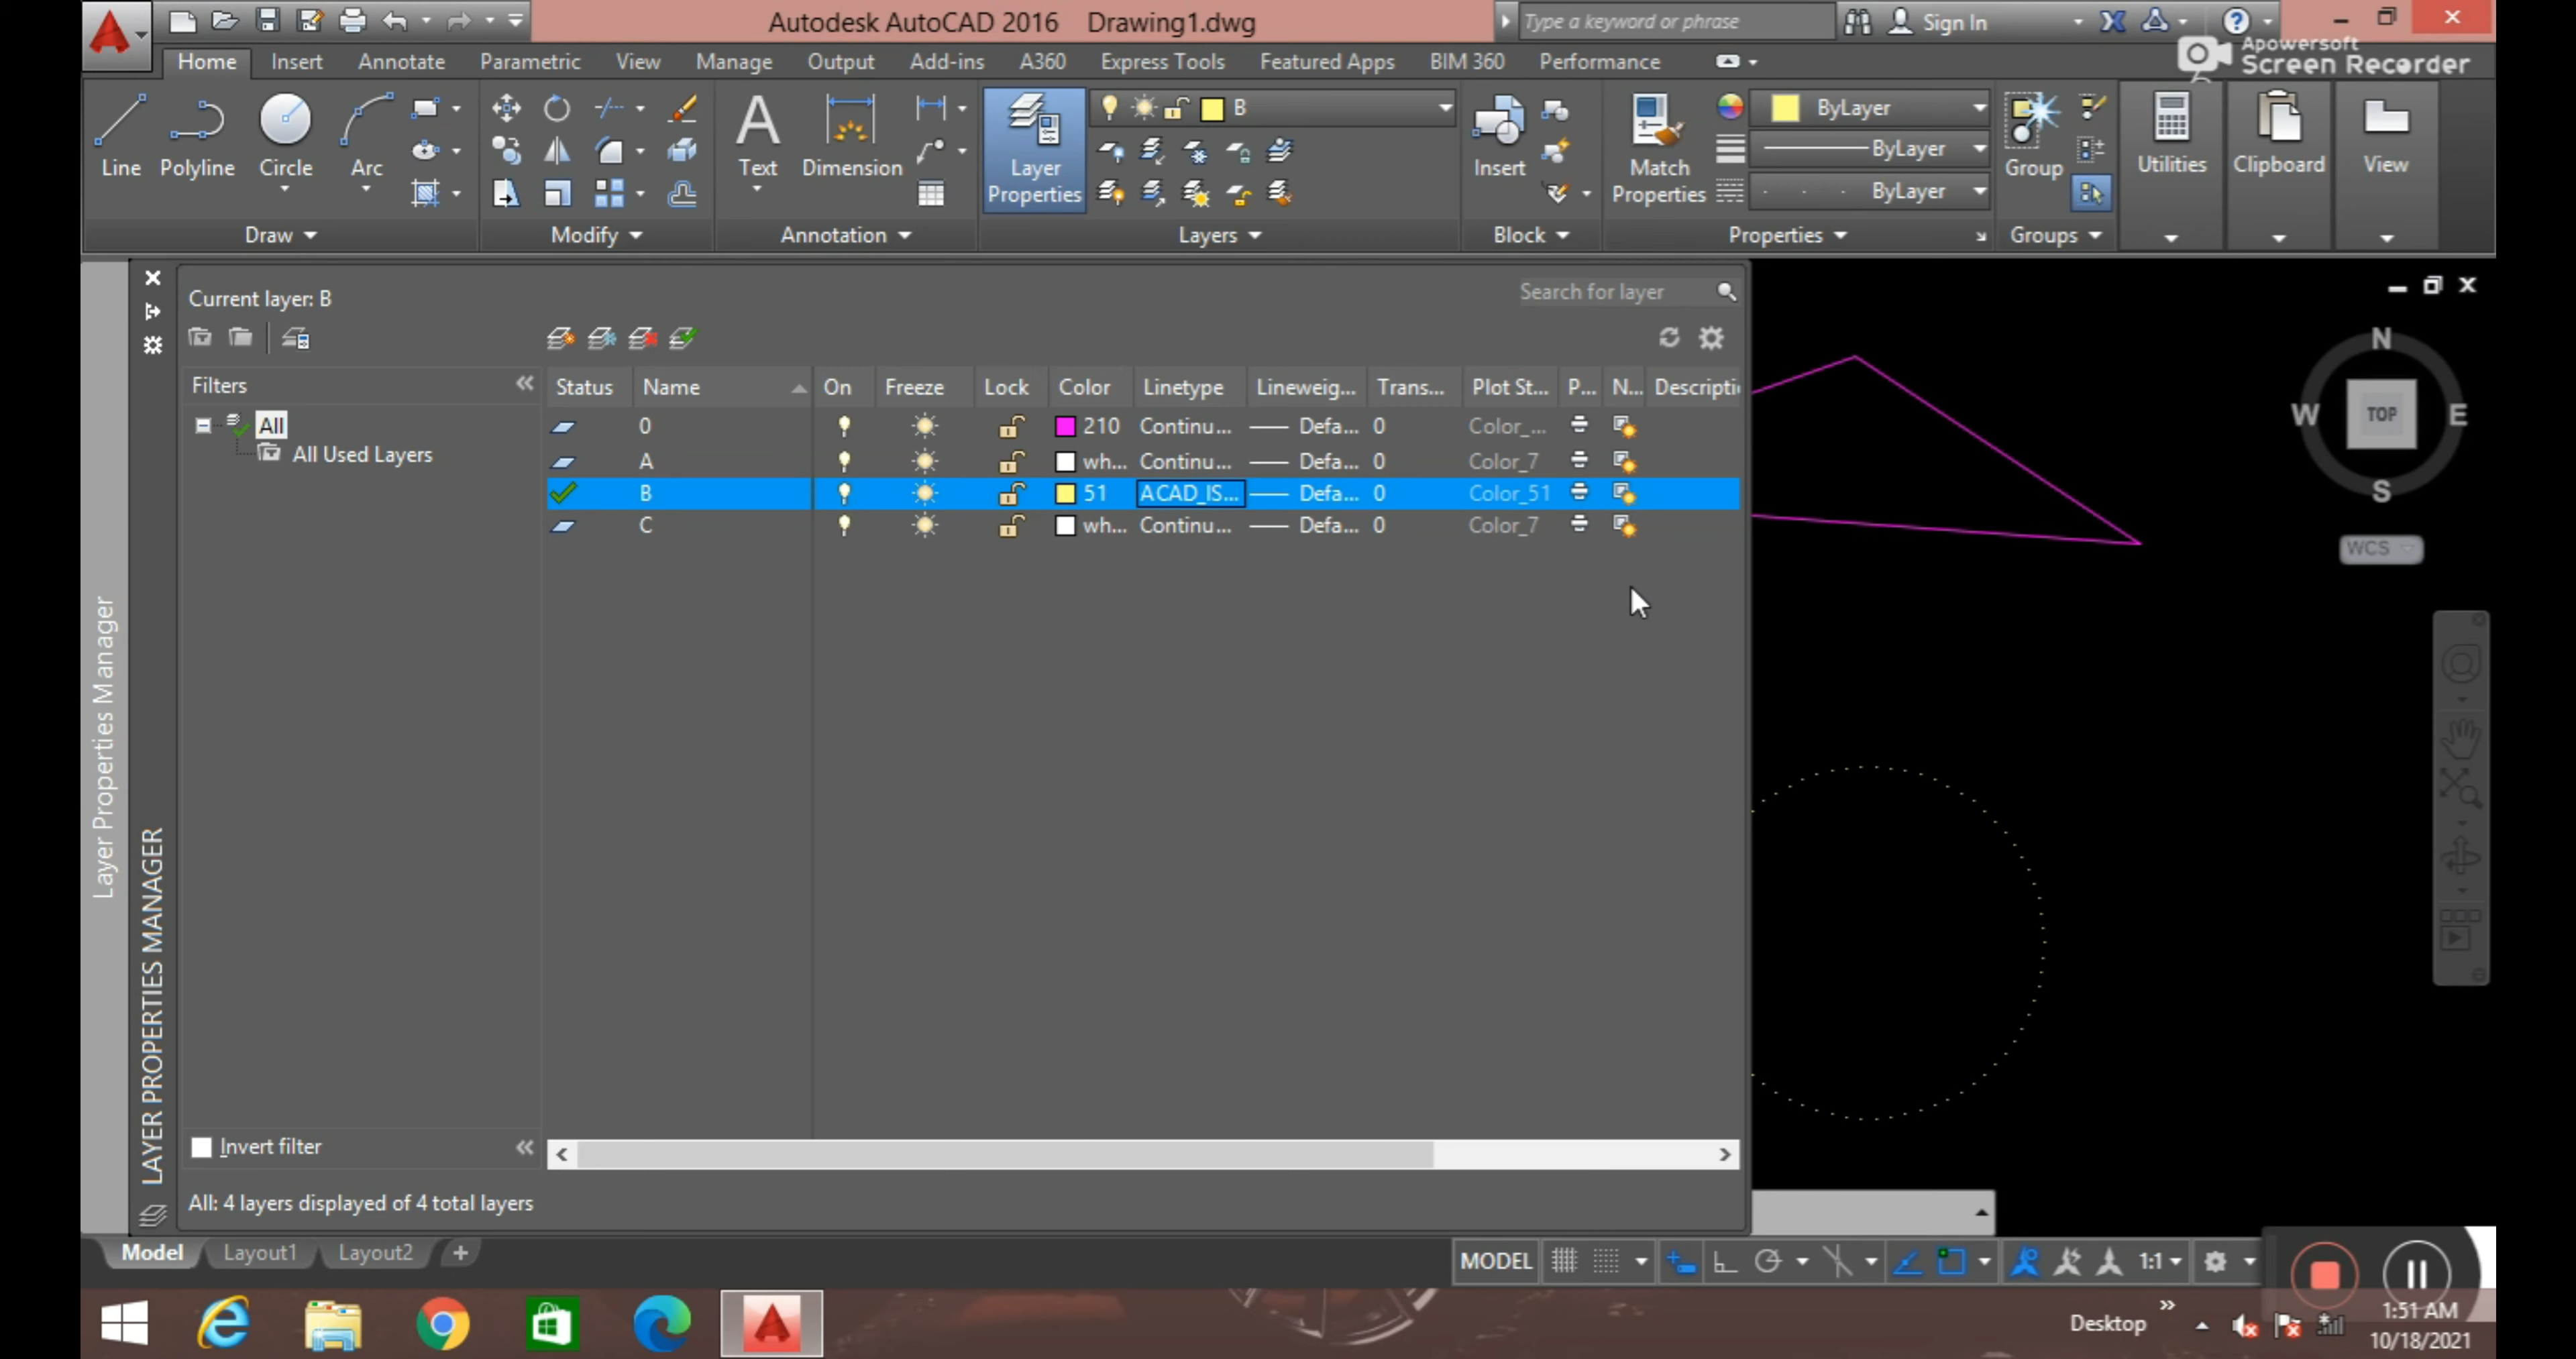 Autodesk AutoCAD 2016 Drawing1.dwg
Type a keyword or phrase
Sign In
Apowersoft
Screen Recorder
Home Insert Annotate Parametric View Manage Output Add-ins A360 Express Tools Featured Apps BIM 360 Performance
Line Polyline Circle Arc
Text Dimension
Layer
Properties
B
Insert
Match
Properties
ByLayer
ByLayer
ByLayer
Group
Utilities
Clipboard
View
Draw Modify Annotation Layers Block Properties Groups
Current layer: B
Search for layer
Filters
All
All Used Layers
Status Name On Freeze Lock Color Linetype Lineweig... Trans... Plot St... P... N... Descripti
0 210 Continu... Defa... 0 Color_...
A wh... Continu... Defa... 0 Color_7
B 51 ACAD_IS... Defa... 0 Color_51
C wh... Continu... Defa... 0 Color_7
Invert filter
All: 4 layers displayed of 4 total layers
Layer Properties Manager
LAYER PROPERTIES MANAGER
N
W TOP E
S
WCS
Model Layout1 Layout2 +
MODEL
1:1
Desktop
1:51 AM
10/18/2021